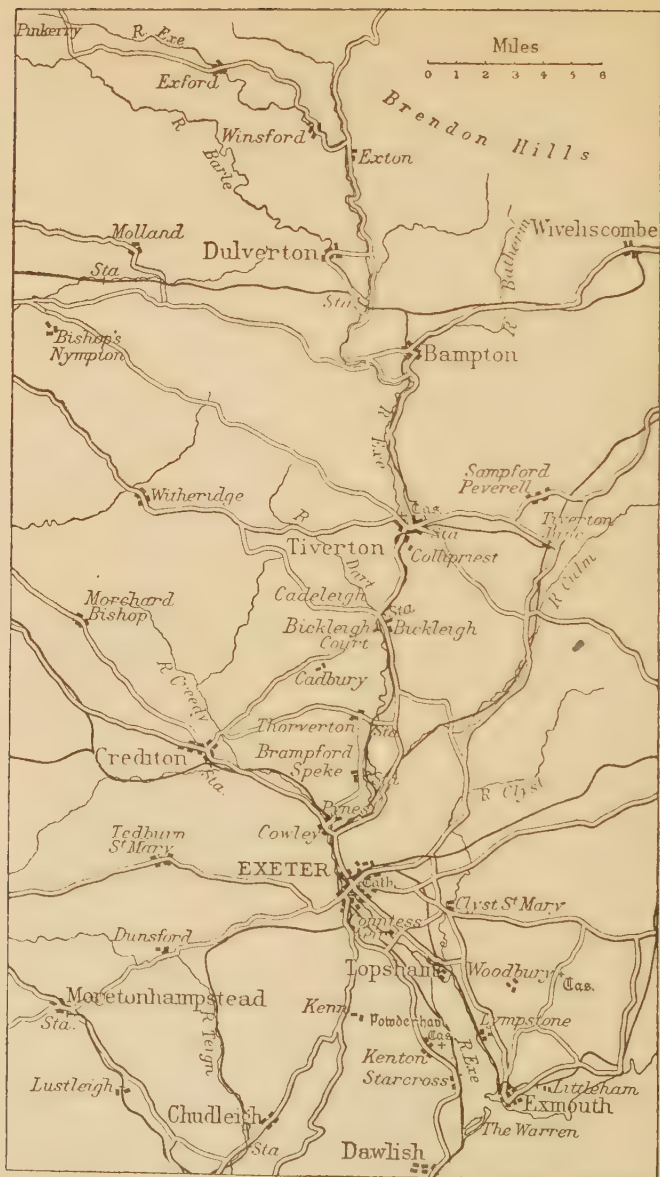 Pinkerry
R Exe
Miles
0 1 2 3 4 5 6
Exford
Brendon Hills
R Barle
Winsford
Exton
Molland
Dulverton
Wiveliscombe
Sta
Sta.
R Batherm
Bishop's
Nympton
Bampton
R Exe
Sampford
Peverell
Witheridge
Cas.
Sta
Tiverton
Junc
R
Dart
Tiverton
Collipriest
R Culm
Cadeleigh
Sta.
Morchard
Bishop
Bickleigh
Court
Bickleigh
R Creedy
Cadbury
Thorverton
Sta
Crediton
Sta.
Brampford
Speke
Sta
R Clyst
Pynes
Cowley
Tedburn
St Mary
EXETER
Cath.
Clyst St Mary
Countess
Dunsford
Topsham
Woodbury
Cas.
Moretonhampstead
Sta.
R Teign
Kenn
Powderham
Cas.
Lympstone
Kenton
R Exe
Starcross
Lustleigh
Littleham
Exmouth
Chudleigh
Sta
The Warren
Dawlish